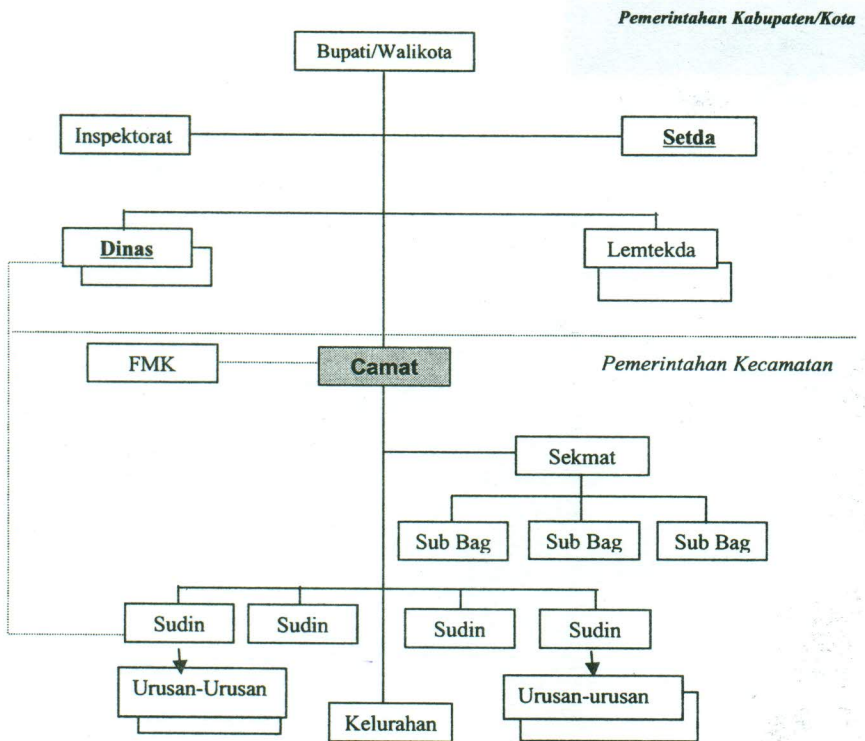 Pemerintahan Kabupaten/Kota
Bupati/Walikota
Inspektorat
Setda
Dinas
Lemtekda
FMK
Camat
Pemerintahan Kecamatan
Sekmat
Sub Bag
Sub Bag
Sub Bag
Sudin
Sudin
Sudin
Sudin
Urusan-Urusan
Urusan-urusan
Kelurahan